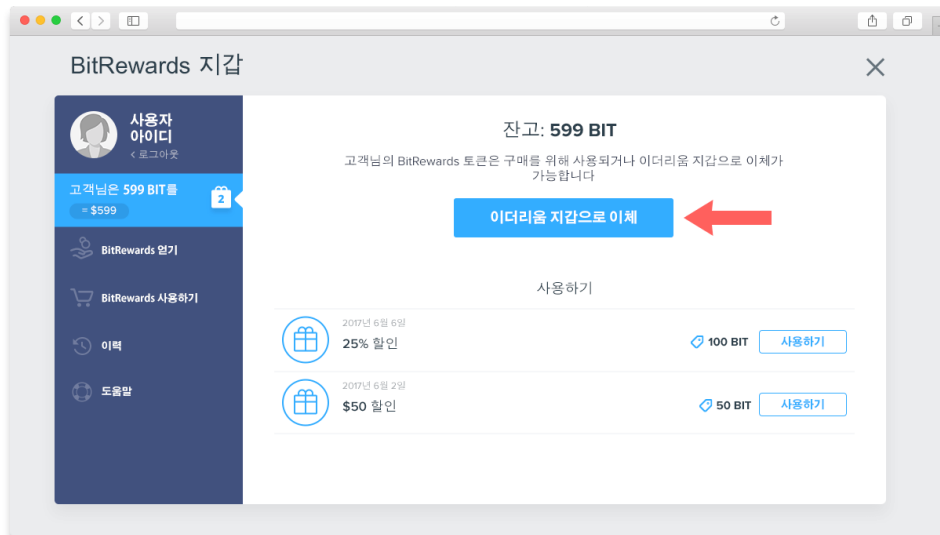 BitRewards 지갑
사용자
아이디
< 로그아웃
고객님은 599 BIT를
= $599
2
BitRewards 얻기
BitRewards 사용하기
이력
도움말
잔고: 599 BIT
고객님의 BitRewards 토큰은 구매를 위해 사용되거나 이더리움 지갑으로 이체가
가능합니다
이더리움 지갑으로 이체
사용하기
2017년 6월 6일
25% 할인
100 BIT
사용하기
2017년 6월 2일
$50 할인
50 BIT
사용하기